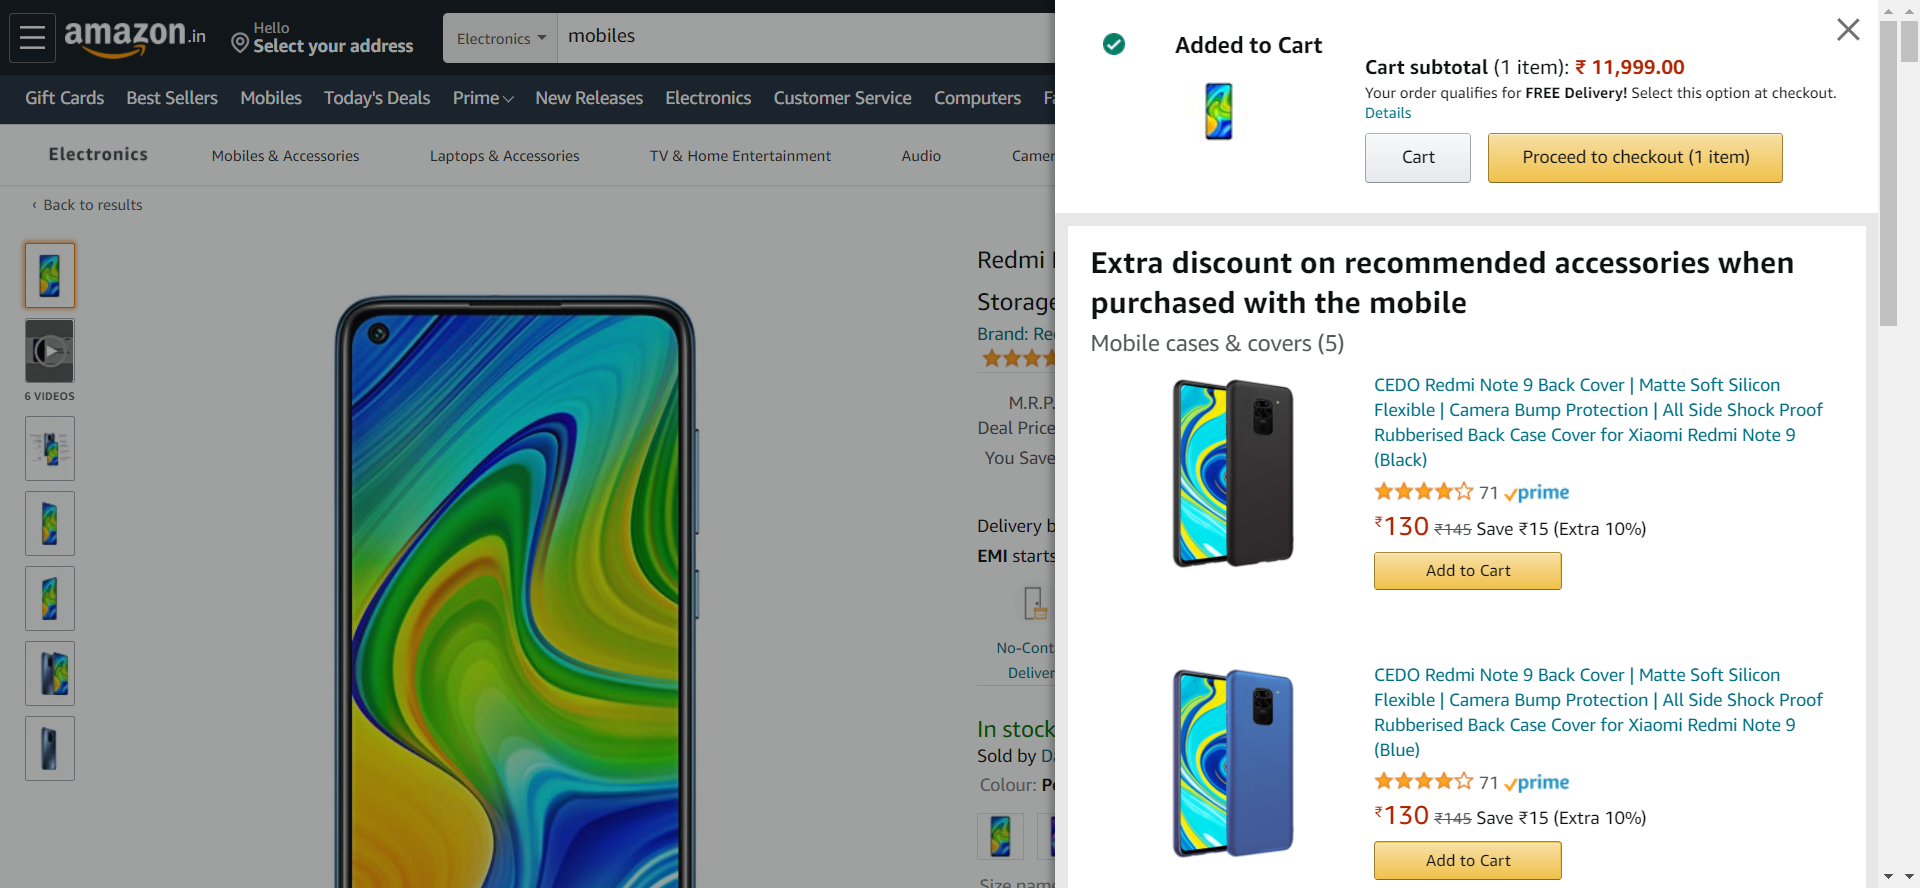 amazon.in
Hello
Select your address
Electronics
mobiles
Gift Cards Best Sellers Mobiles Today's Deals Prime New Releases Electronics Customer Service Computers
Electronics Mobiles & Accessories Laptops & Accessories TV & Home Entertainment Audio
‹ Back to results
6 VIDEOS
Redmi
Storage
Brand:
M.R.P.
Deal Price
You Save
Delivery
EMI starts
No-Cont
Deliver
In stock
Sold by
Colour:
Size name
Added to Cart
Cart subtotal (1 item): ₹ 11,999.00
Your order qualifies for FREE Delivery! Select this option at checkout.
Details
Cart
Proceed to checkout (1 item)
Extra discount on recommended accessories when
purchased with the mobile
Mobile cases & covers (5)
CEDO Redmi Note 9 Back Cover | Matte Soft Silicon
Flexible | Camera Bump Protection | All Side Shock Proof
Rubberised Back Case Cover for Xiaomi Redmi Note 9
(Black)
71 prime
₹130 ₹145 Save ₹15 (Extra 10%)
Add to Cart
CEDO Redmi Note 9 Back Cover | Matte Soft Silicon
Flexible | Camera Bump Protection | All Side Shock Proof
Rubberised Back Case Cover for Xiaomi Redmi Note 9
(Blue)
71 prime
₹130 ₹145 Save ₹15 (Extra 10%)
Add to Cart